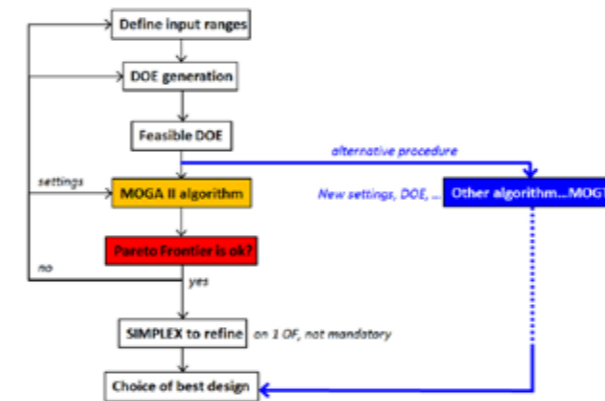 Define input ranges
DOE generation
Feasible DOE
alternative procedure
settings
MOGA II algorithm
New settings, DOE, ...
Other algorithm...MOGT
Pareto Frontier is ok?
no
yes
SIMPLEX to refine
on 1 OF, not mandatory
Choice of best design